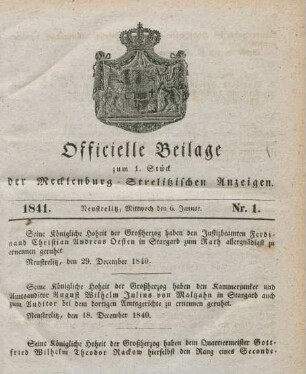 Officielle Beilage
zum 1. Stück
der Mecklenburg-Strelitzischen Anzeigen.
1841. Neustrelitz, Mittwoch den 6. Januar. Nr. 1.
Seine Königliche Hoheit der Großherzog haben den Justizbeamten Ferdi-
nand Christian Andreas Oesten in Stargard zum Rath allergnädigst zu
ernennen geruhet.
Neustrelitz, den 29. December 1840.
Seine Königliche Hoheit der Großherzog haben den Kammerjunker und
Amtsauditor August Wilhelm Julius von Maltzahn in Stargard auch
zum Auditor bei dem dortigen Amtsgerichte zu ernennen geruhet.
Neustrelitz, den 18. December 1840.
Seine Königliche Hoheit der Großherzog haben dem Quartiermeister Gott-
fried Wilhelm Theodor Rackow hierselbst den Rang eines Seconde-